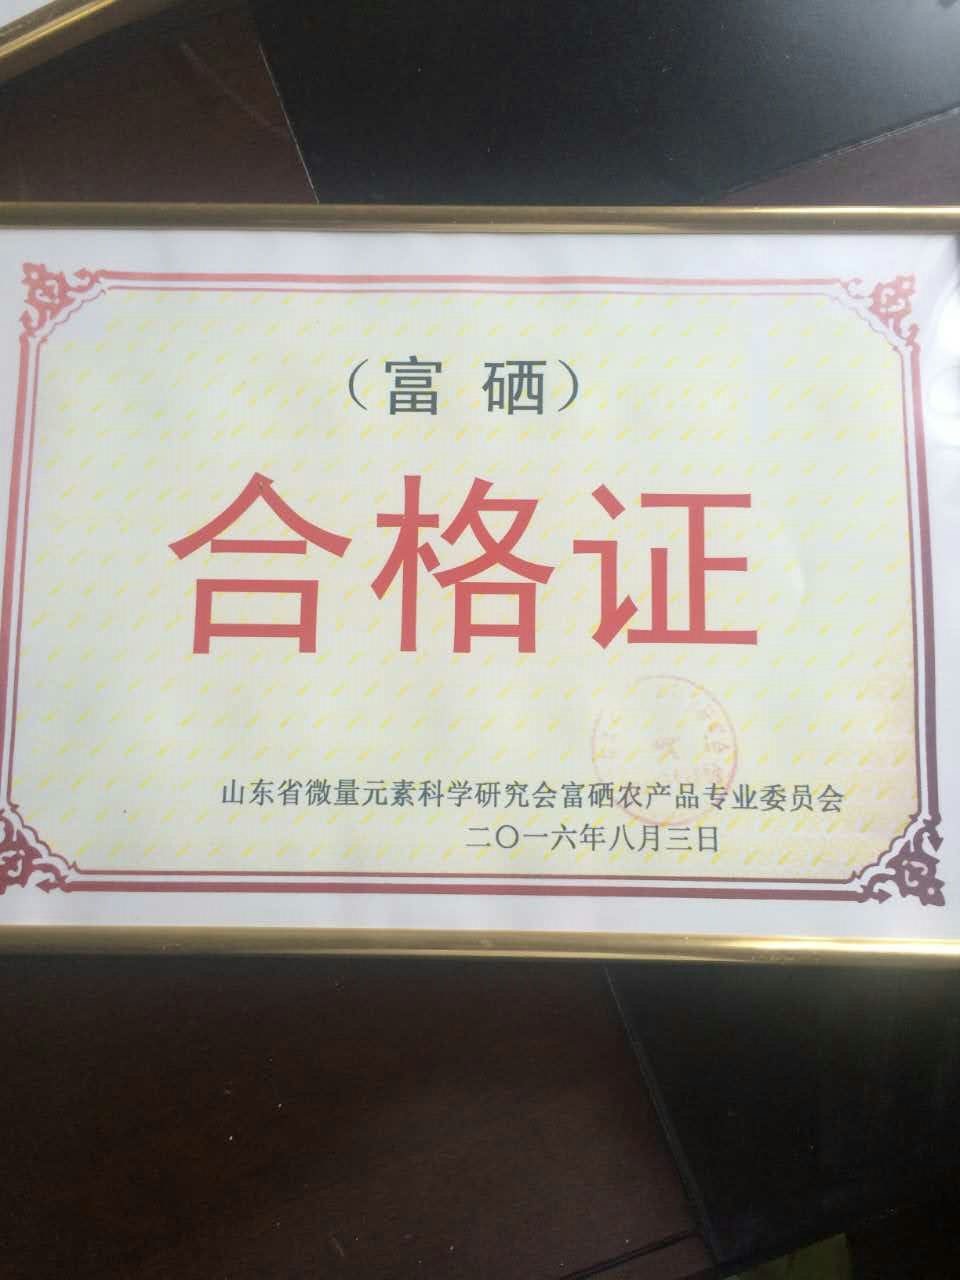 （富 硒）
合格证
山东省微量元素科学研究会富硒农产品专业委员会
二〇一六年八月三日